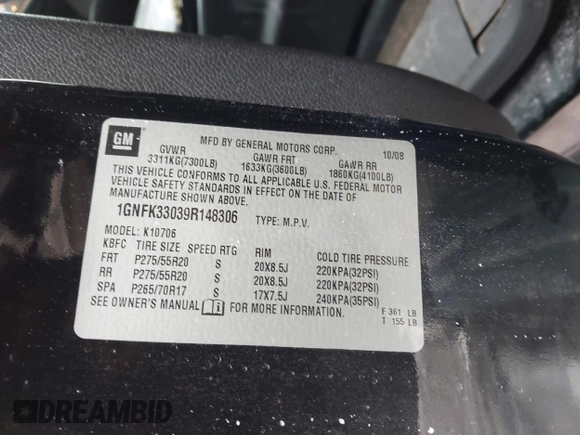 GM
MFD BY GENERAL MOTORS CORP. 10/08
GVWR GAWR FRT GAWR RR
3311KG(7300LB) 1633KG(3600LB) 1860KG(4100LB)
THIS VEHICLE CONFORMS TO ALL APPLICABLE U.S. FEDERAL MOTOR
VEHICLE SAFETY STANDARDS IN EFFECT ON THE DATE OF
MANUFACTURE SHOWN ABOVE.
1GNFK33039R148306 TYPE: M.P.V.
MODEL: K10706
KBFC TIRE SIZE SPEED RTG RIM COLD TIRE PRESSURE
FRT P275/55R20 S 20X8.5J 220KPA(32PSI)
RR P275/55R20 S 20X8.5J 220KPA(32PSI)
SPA P265/70R17 S 17X7.5J 240KPA(35PSI)
SEE OWNER'S MANUAL FOR MORE INFORMATION.
F 361 LB
T 155 LB
DREAMBID